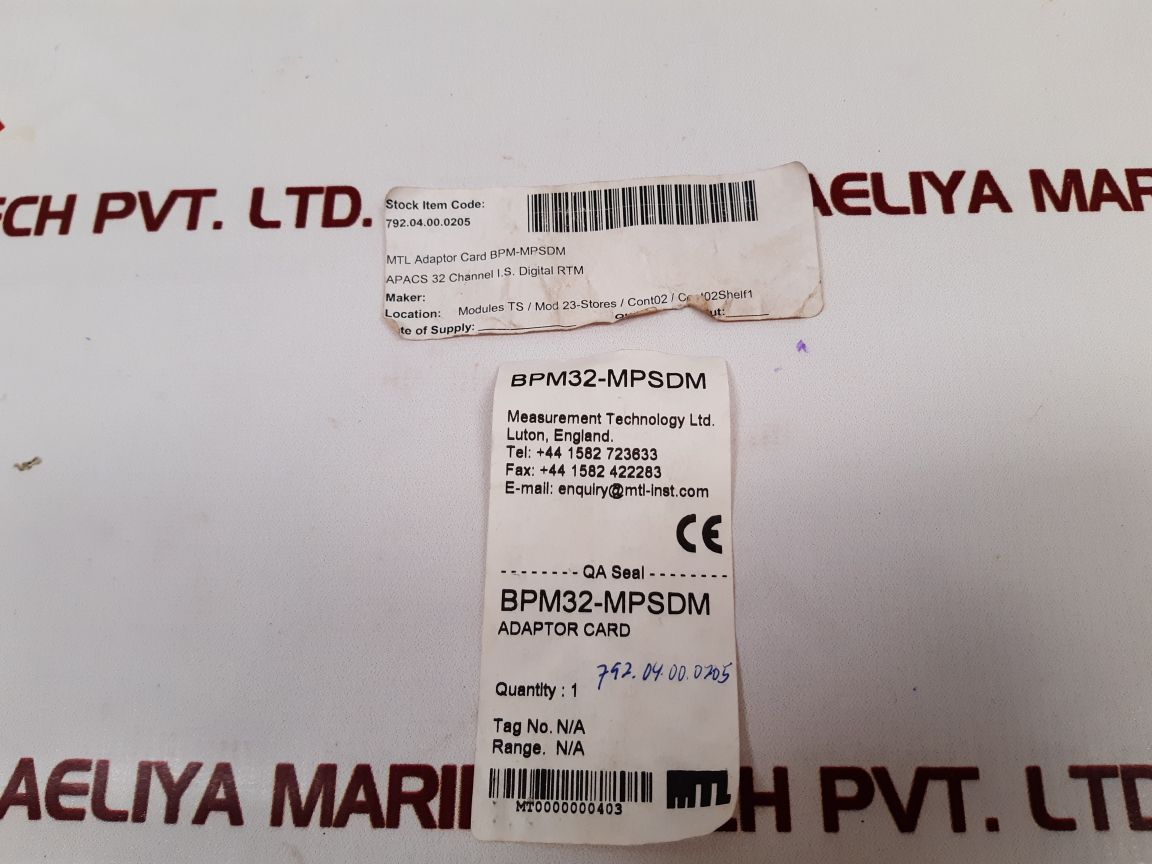 ECH PVT. LTD.
AELIYA MAR
Stock Item Code:
792.04.00.0205
MTL Adaptor Card BPM-MPSDM
APACS 32 Channel I.S. Digital RTM
Maker:
Location: Modules TS / Mod 23-Stores / Cont02 / Co 02Shelf1
te of Supply: ut:
BPM32-MPSDM
Measurement Technology Ltd.
Luton, England.
Tel: +44 1582 723633
Fax: +44 1582 422283
E-mail: enquiry@mtl-inst.com
CE
-------- QA Seal --------
BPM32-MPSDM
ADAPTOR CARD
792.04.00.0205
Quantity : 1
Tag No. N/A
Range. N/A
MT0000000403
MTL
AELIYA MARI
H PVT. LTD